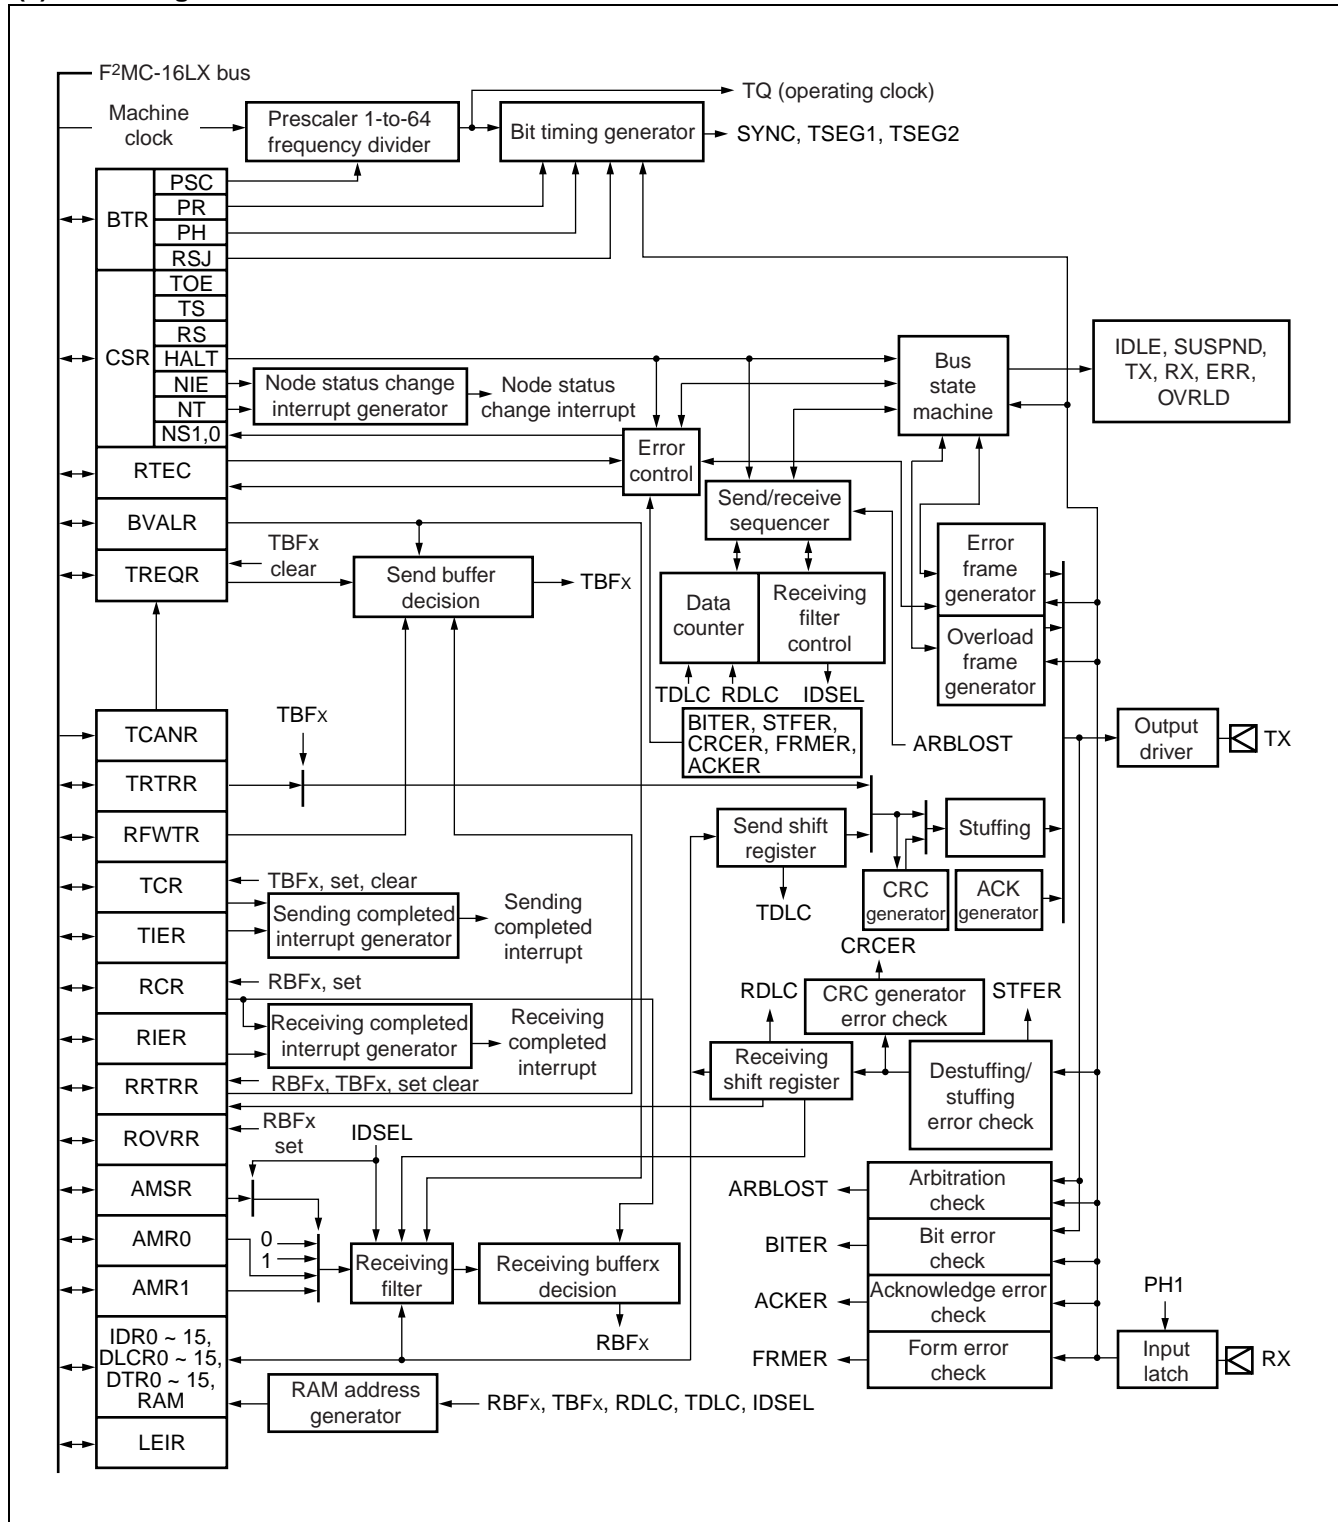 F2MC-16LX bus
Machine
clock
Prescaler 1-to-64
frequency divider
TQ (operating clock)
Bit timing generator
SYNC, TSEG1, TSEG2
BTR
PSC
PR
PH
RSJ
CSR
TOE
TS
RS
HALT
NIE
NT
NS1,0
Node status change
interrupt generator
Node status
change interrupt
Bus
state
machine
IDLE, SUSPND,
TX, RX, ERR,
OVRLD
Error
control
RTEC
Send/receive
sequencer
BVALR
TREQR
TBFx
clear
Send buffer
decision
TBFx
Data
counter
Receiving
filter
control
Error
frame
generator
Overload
frame
generator
TDLC
RDLC
IDSEL
BITER, STFER,
CRCER, FRMER,
ACKER
ARBLOST
TCANR
TBFx
Output
driver
TX
TRTRR
RFWTR
Send shift
register
Stuffing
TDLC
CRC
generator
ACK
generator
TCR
TBFx, set, clear
TIER
Sending completed
interrupt generator
Sending
completed
interrupt
CRCER
RCR
RBFx, set
RDLC
CRC generator
error check
STFER
RIER
Receiving completed
interrupt generator
Receiving
completed
interrupt
Receiving
shift register
Destuffing/
stuffing
error check
RRTRR
RBFx, TBFx, set clear
ROVRR
RBFx
set
IDSEL
AMSR
ARBLOST
Arbitration
check
AMR0
0
1
Receiving
filter
Receiving bufferx
decision
BITER
Bit error
check
AMR1
ACKER
Acknowledge error
check
PH1
RBFx
IDR0 ~ 15,
DLCR0 ~ 15,
DTR0 ~ 15,
RAM
FRMER
Form error
check
Input
latch
RX
RAM address
generator
RBFx, TBFx, RDLC, TDLC, IDSEL
LEIR